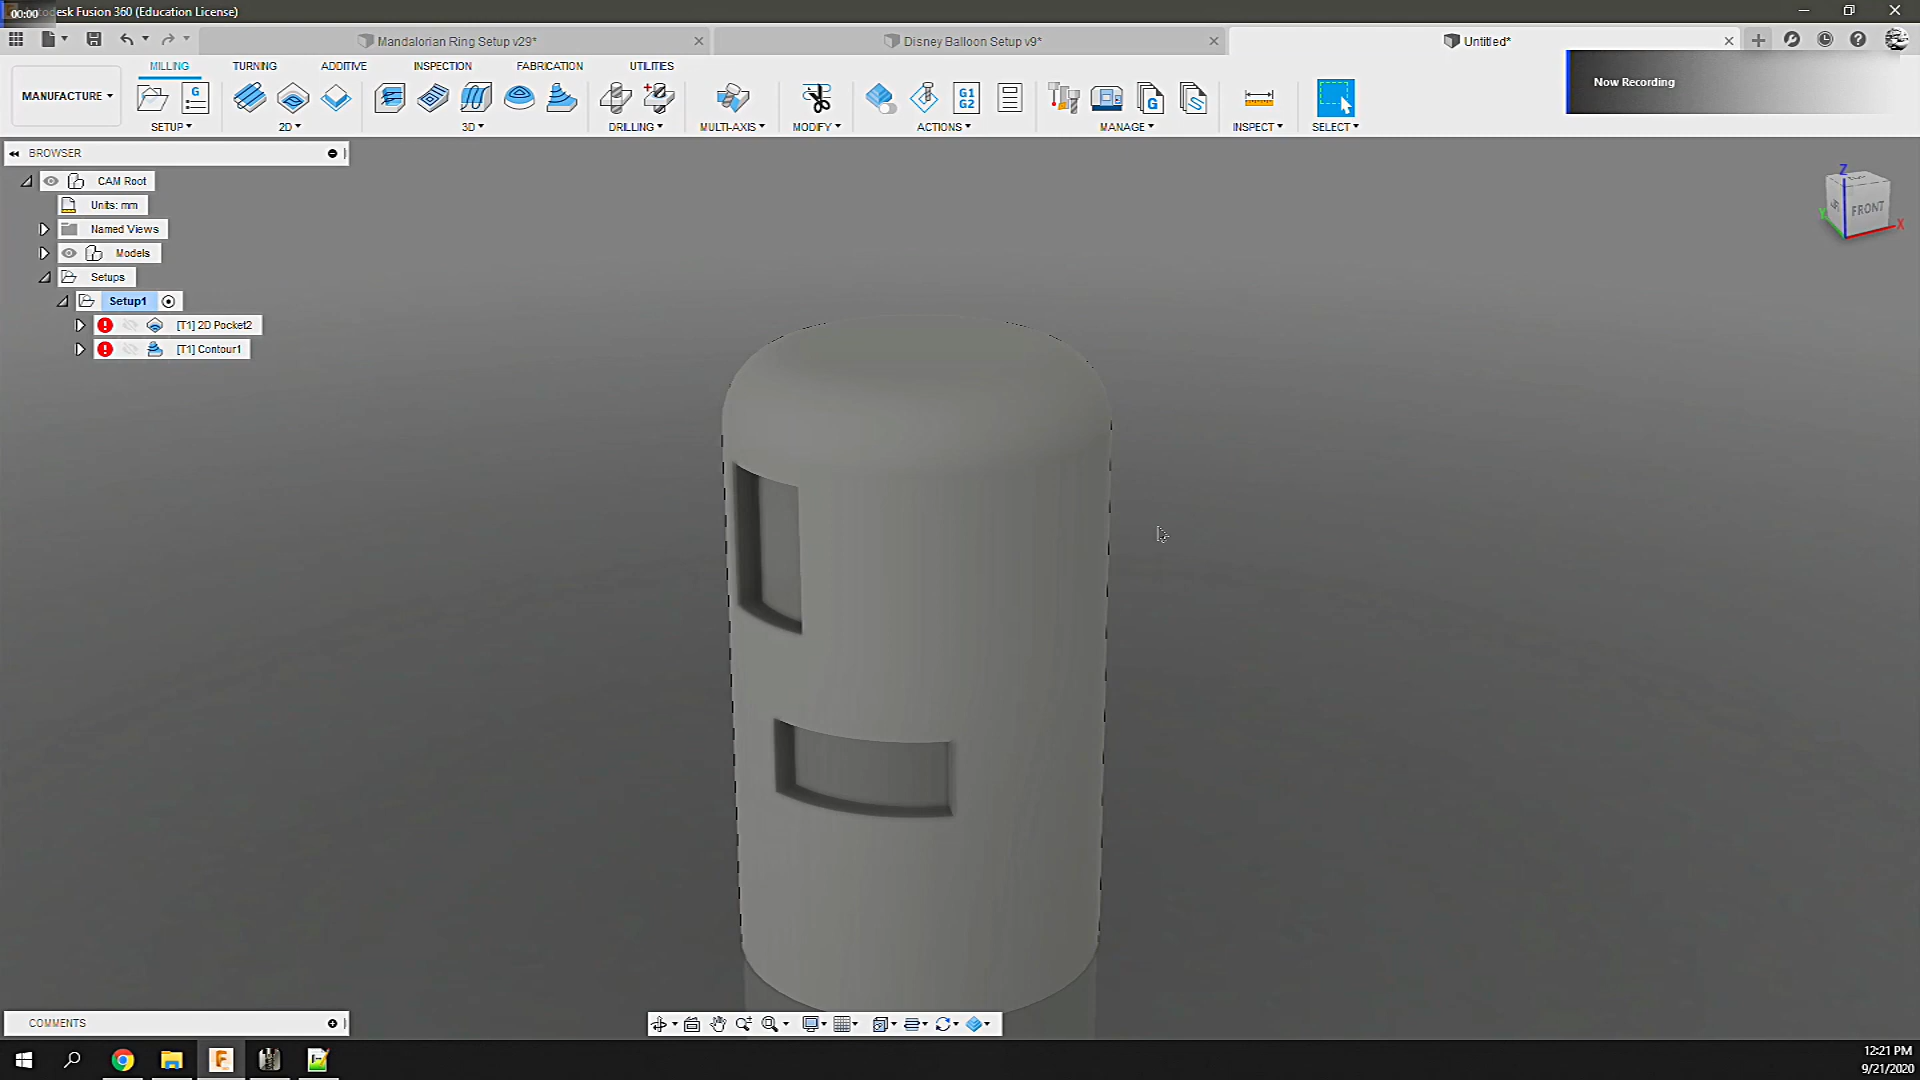 00:00
desk Fusion 360 (Education License)
Mandalorian Ring Setup v29*
Disney Balloon Setup v9*
Untitled*
MILLING
TURNING
ADDITIVE
INSPECTION
FABRICATION
UTILITIES
Now Recording
MANUFACTURE
G
G1
G2
G
S
SETUP
2D
3D
DRILLING
MULTI-AXIS
MODIFY
ACTIONS
MANAGE
INSPECT
SELECT
BROWSER
CAM Root
Units: mm
Named Views
Models
Setups
Setup1
[T1] 2D Pocket2
[T1] Contour1
Z
FRONT
Y
X
COMMENTS
12:21 PM
9/21/2020